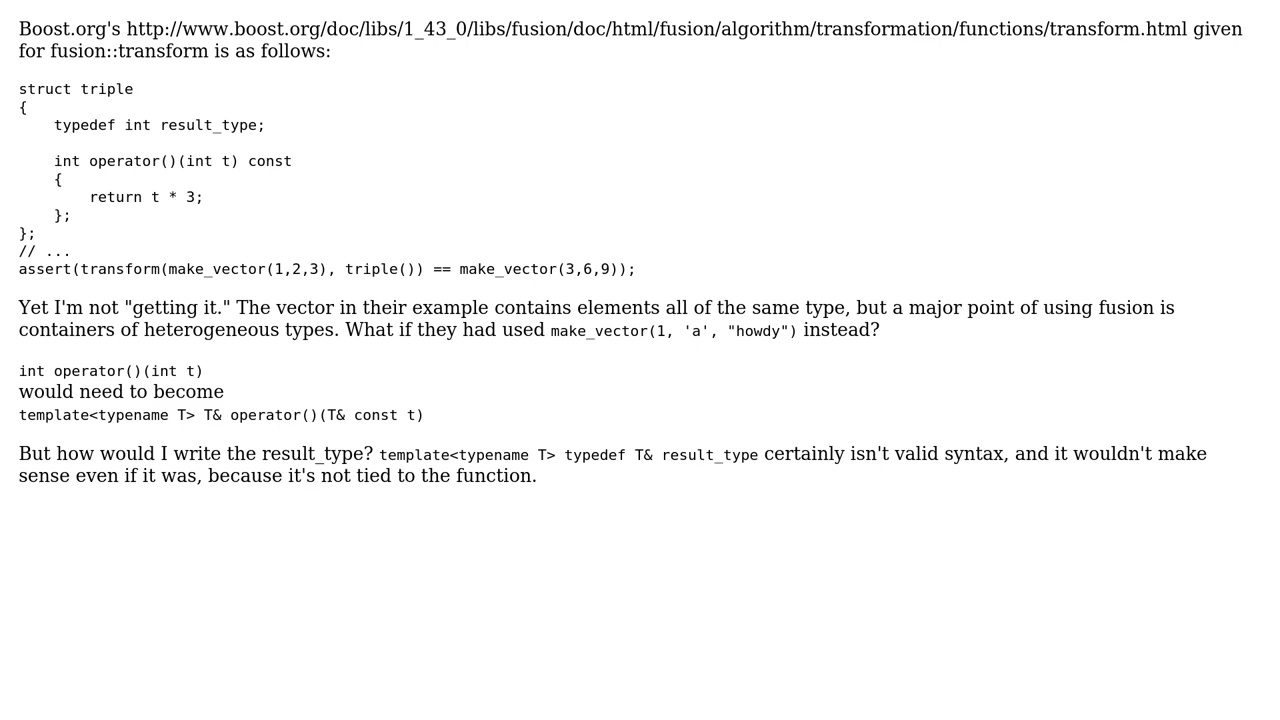 Boost.org's http://www.boost.org/doc/libs/1_43_0/libs/fusion/doc/html/fusion/algorithm/transformation/functions/transform.html given
for fusion::transform is as follows:
struct triple
{
    typedef int result_type;
    int operator()(int t) const
    {
        return t * 3;
    };
};
// ...
assert(transform(make_vector(1,2,3), triple()) == make_vector(3,6,9));
Yet I'm not "getting it." The vector in their example contains elements all of the same type, but a major point of using fusion is
containers of heterogeneous types. What if they had used make_vector(1, 'a', "howdy") instead?
int operator()(int t)
would need to become
template<typename T> T& operator()(T& const t)
But how would I write the result_type? template<typename T> typedef T& result_type certainly isn't valid syntax, and it wouldn't make
sense even if it was, because it's not tied to the function.